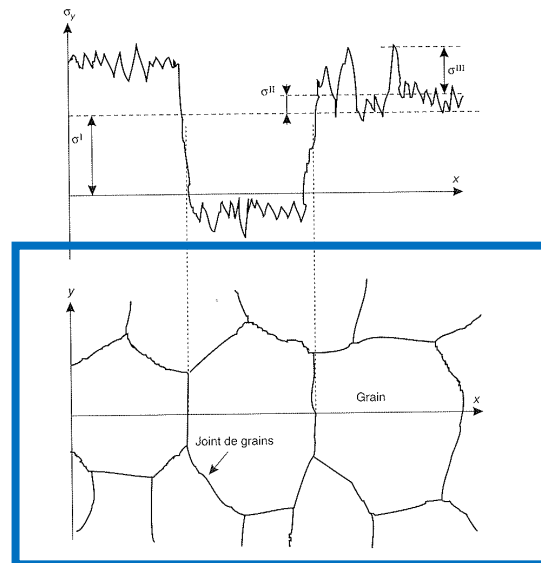 σy
σIII
σII
σI
x
y
Grain
x
Joint de grains